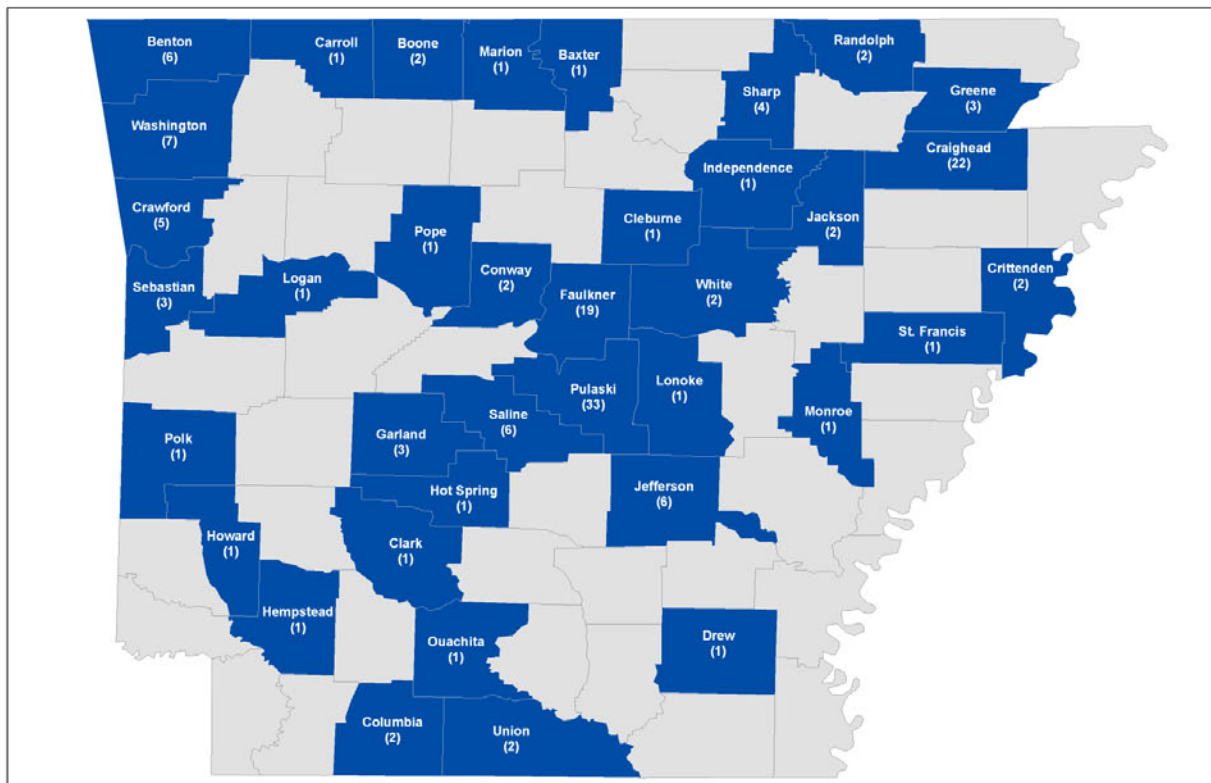 Benton
(6)
Carroll
(1)
Boone
(2)
Marion
(1)
Baxter
(1)
Randolph
(2)
Sharp
(4)
Greene
(3)
Washington
(7)
Craighead
(22)
Independence
(1)
Crawford
(5)
Pope
(1)
Cleburne
(1)
Jackson
(2)
Sebastian
(3)
Logan
(1)
Conway
(2)
Faulkner
(19)
White
(2)
Crittenden
(2)
St. Francis
(1)
Pulaski
(33)
Lonoke
(1)
Monroe
(1)
Saline
(6)
Garland
(3)
Polk
(1)
Hot Spring
(1)
Jefferson
(6)
Howard
(1)
Clark
(1)
Hempstead
(1)
Ouachita
(1)
Drew
(1)
Columbia
(2)
Union
(2)